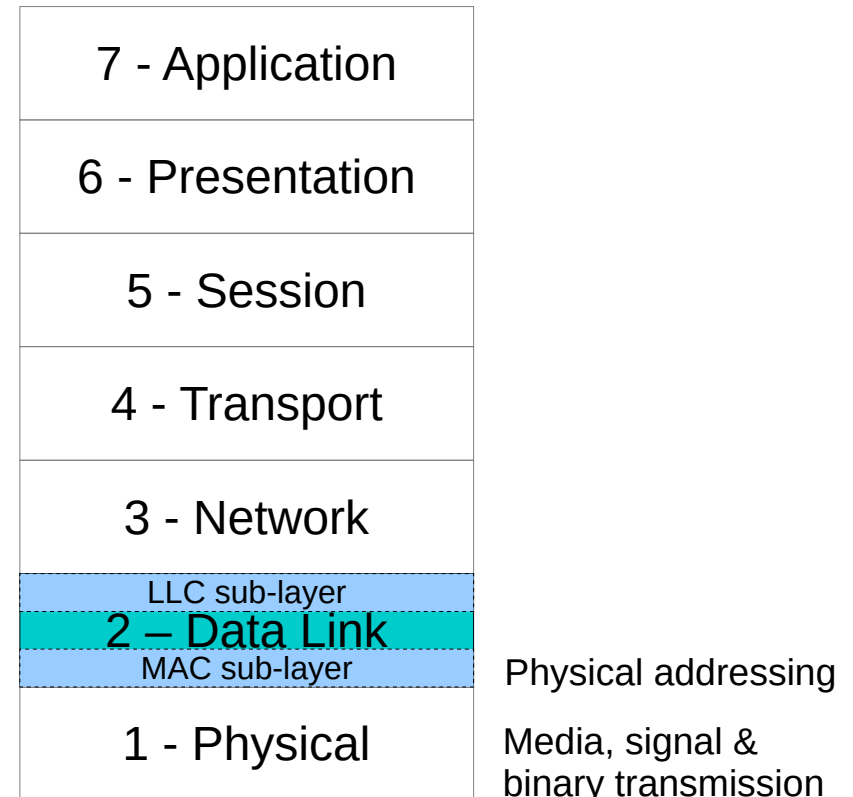 7 - Application
6 - Presentation
5 - Session
4 - Transport
3 - Network
LLC sub-layer
2 – Data Link
MAC sub-layer
Physical addressing
1 - Physical
Media, signal &
binary transmission